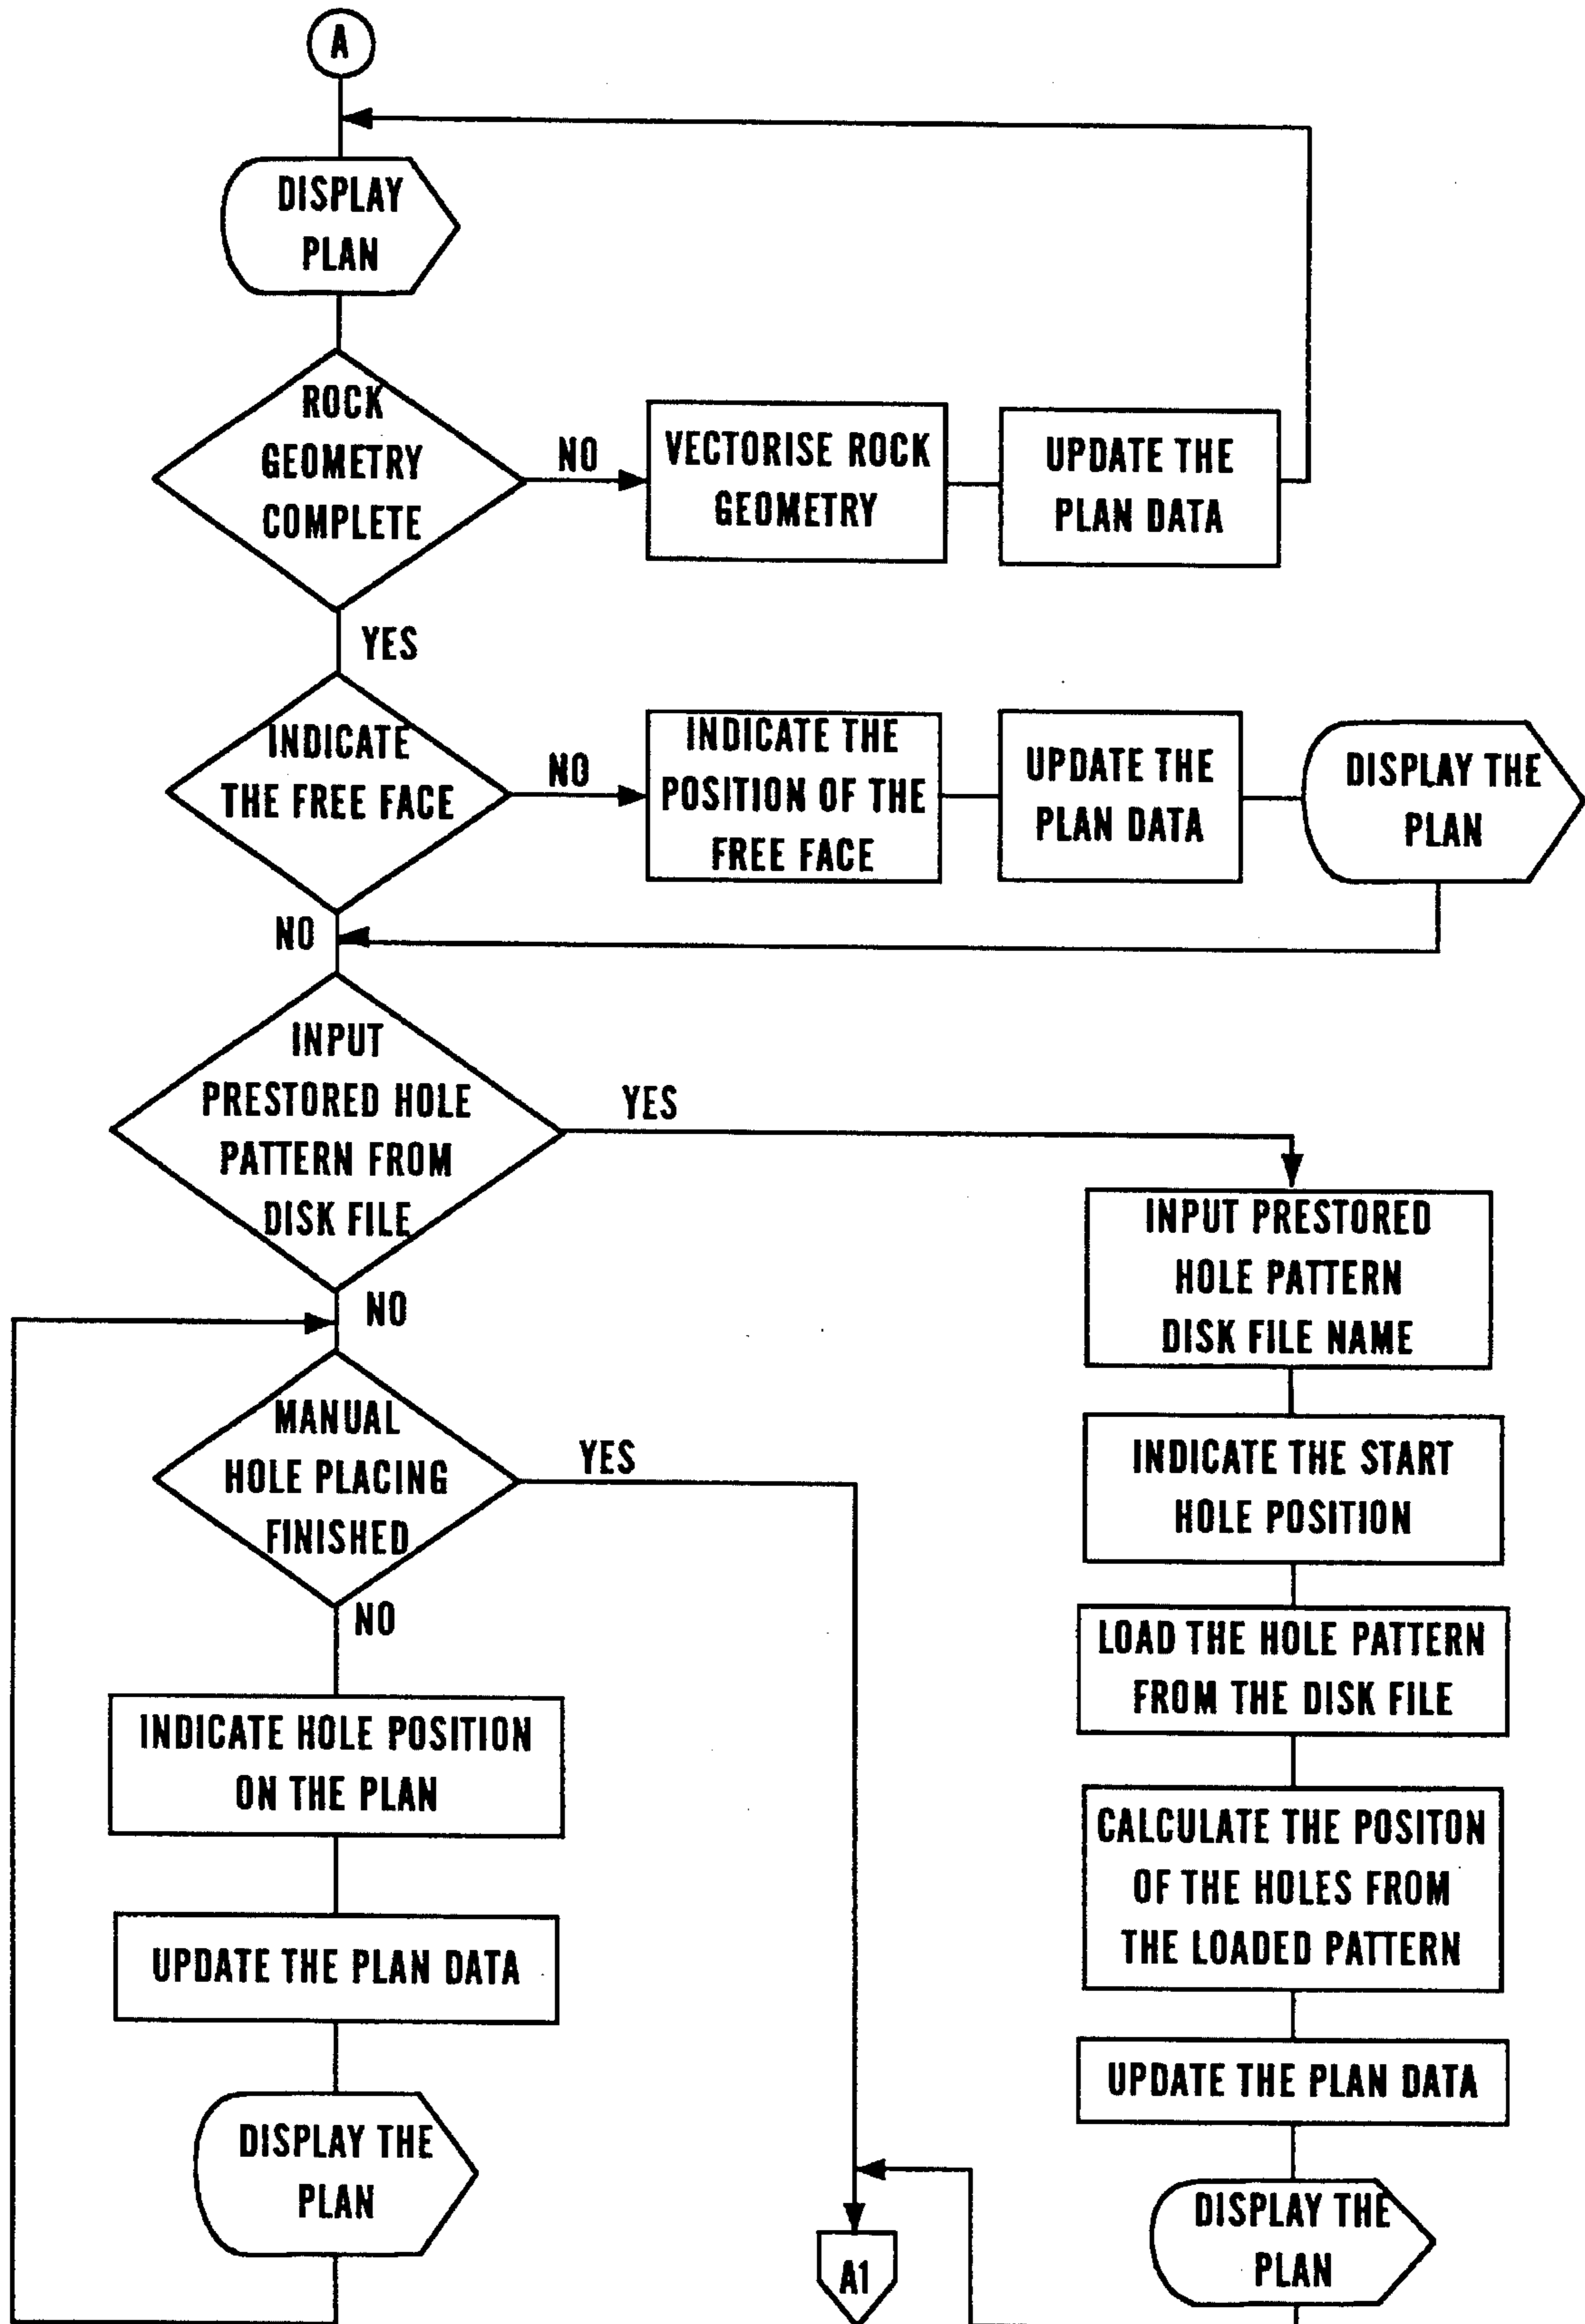 A
DISPLAY
PLAN
ROCK
GEOMETRY
COMPLETE
NO
VECTORISE ROCK
GEOMETRY
UPDATE THE
PLAN DATA
YES
INDICATE
THE FREE FACE
NO
INDICATE THE
POSITION OF THE
FREE FACE
UPDATE THE
PLAN DATA
DISPLAY THE
PLAN
NO
INPUT
PRESTORED HOLE
PATTERN FROM
DISK FILE
YES
NO
INPUT PRESTORED
HOLE PATTERN
DISK FILE NAME
MANUAL
HOLE PLACING
FINISHED
YES
NO
INDICATE THE START
HOLE POSITION
LOAD THE HOLE PATTERN
FROM THE DISK FILE
INDICATE HOLE POSITION
ON THE PLAN
CALCULATE THE POSITON
OF THE HOLES FROM
THE LOADED PATTERN
UPDATE THE PLAN DATA
UPDATE THE PLAN DATA
DISPLAY THE
PLAN
A1
DISPLAY THE
PLAN